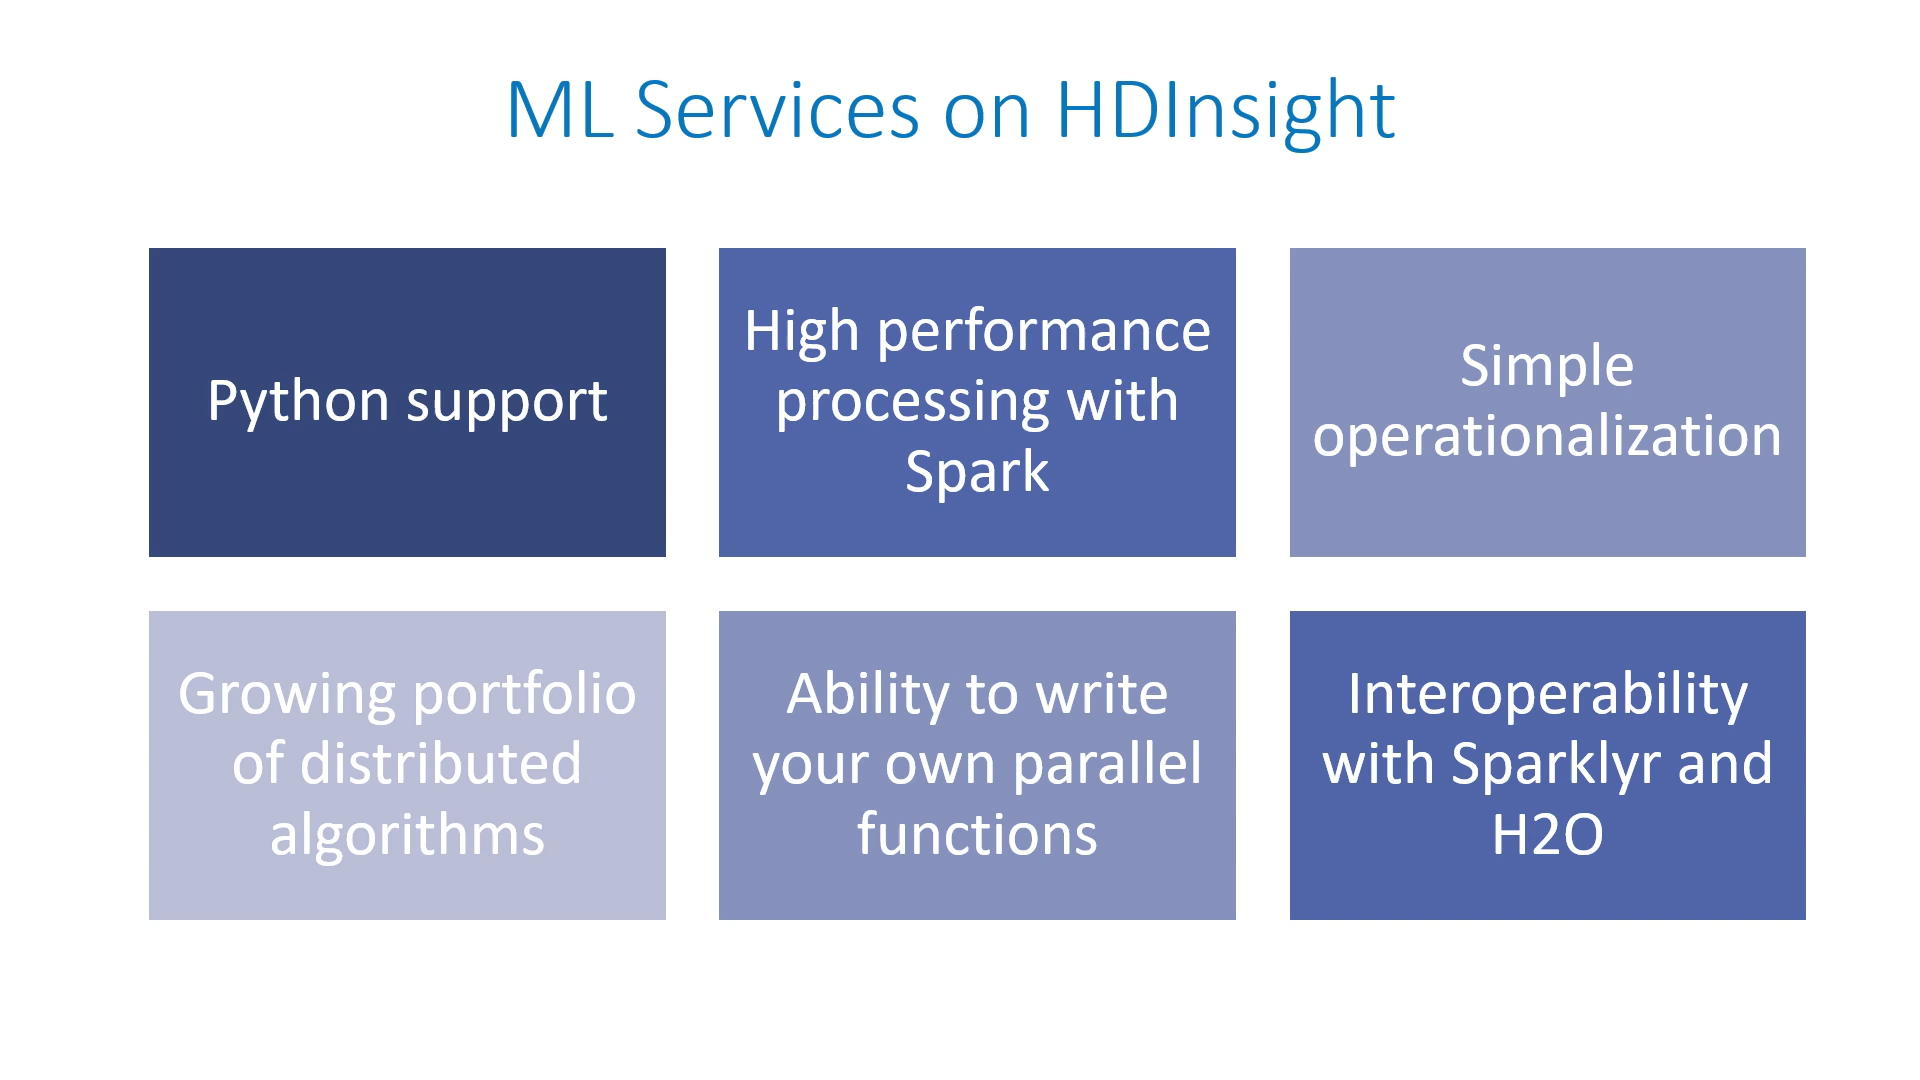 ML Services on HDInsight
Python support
High performance
processing with
Spark
Simple
operationalization
Growing portfolio
of distributed
algorithms
Ability to write
your own parallel
functions
Interoperability
with Sparklyr and
H2O